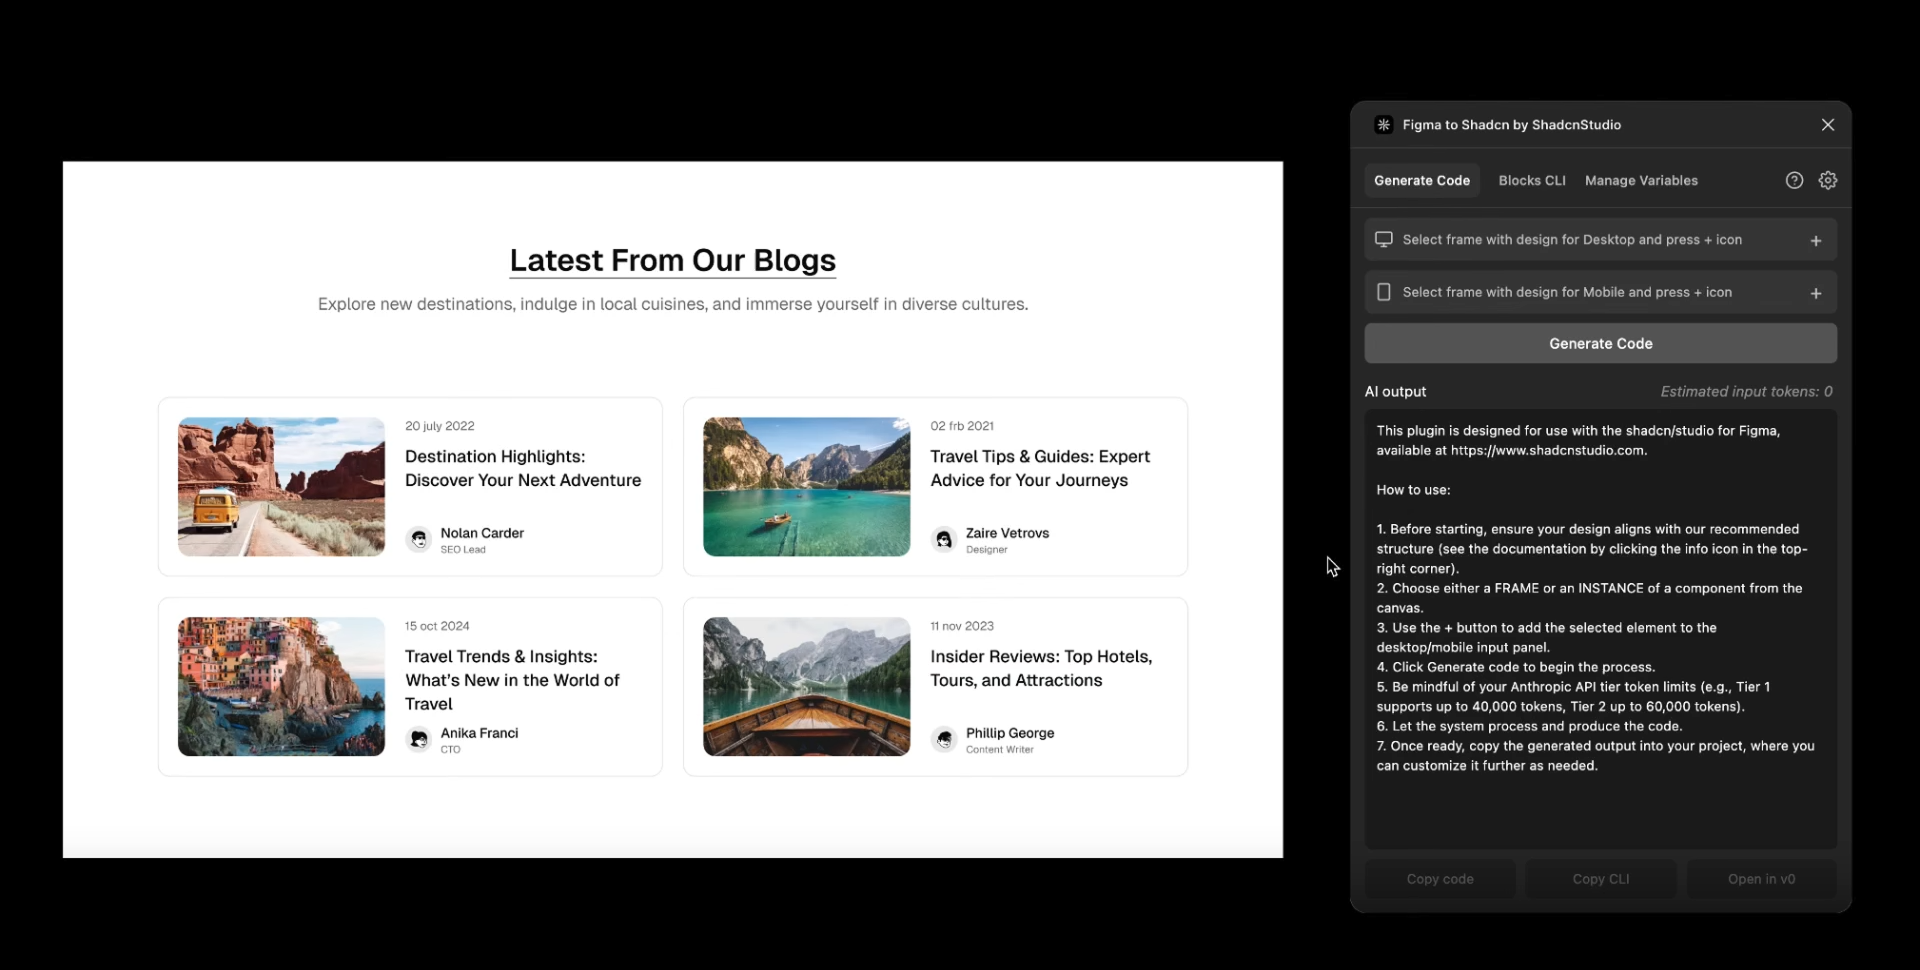 Latest From Our Blogs
Explore new destinations, indulge in local cuisines, and immerse yourself in diverse cultures.
20 july 2022
Destination Highlights:
Discover Your Next Adventure
Nolan Carder
SEO Lead
02 frb 2021
Travel Tips & Guides: Expert
Advice for Your Journeys
Zaire Vetrovs
Designer
15 oct 2024
Travel Trends & Insights:
What's New in the World of
Travel
Anika Franci
CTO
11 nov 2023
Insider Reviews: Top Hotels,
Tours, and Attractions
Phillip George
Content Writer
Figma to Shadcn by ShadcnStudio
Generate Code
Blocks CLI
Manage Variables
Select frame with design for Desktop and press + icon
Select frame with design for Mobile and press + icon
Generate Code
AI output
Estimated input tokens: 0
This plugin is designed for use with the shadcn/studio for Figma,
available at https://www.shadcnstudio.com.
How to use:
1. Before starting, ensure your design aligns with our recommended
structure (see the documentation by clicking the info icon in the top-
right corner).
2. Choose either a FRAME or an INSTANCE of a component from the
canvas.
3. Use the + button to add the selected element to the
desktop/mobile input panel.
4. Click Generate code to begin the process.
5. Be mindful of your Anthropic API tier token limits (e.g., Tier 1
supports up to 40,000 tokens, Tier 2 up to 60,000 tokens).
6. Let the system process and produce the code.
7. Once ready, copy the generated output into your project, where you
can customize it further as needed.
Copy code
Copy CLI
Open in v0